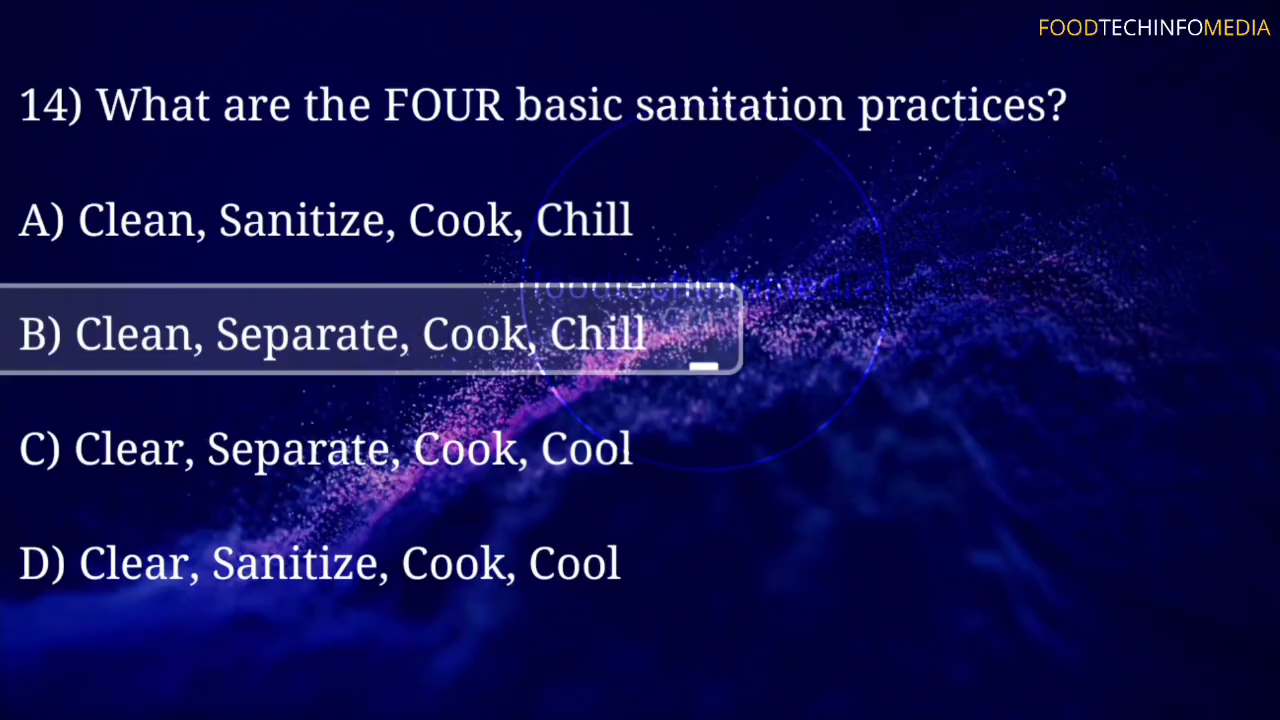 FOODTECHINFOMEDIA
14) What are the FOUR basic sanitation practices?
A) Clean, Sanitize, Cook, Chill
foodtechinfomedia
B) Clean, Separate, Cook, Chill
C) Clear, Separate, Cook, Cool
D) Clear, Sanitize, Cook, Cool